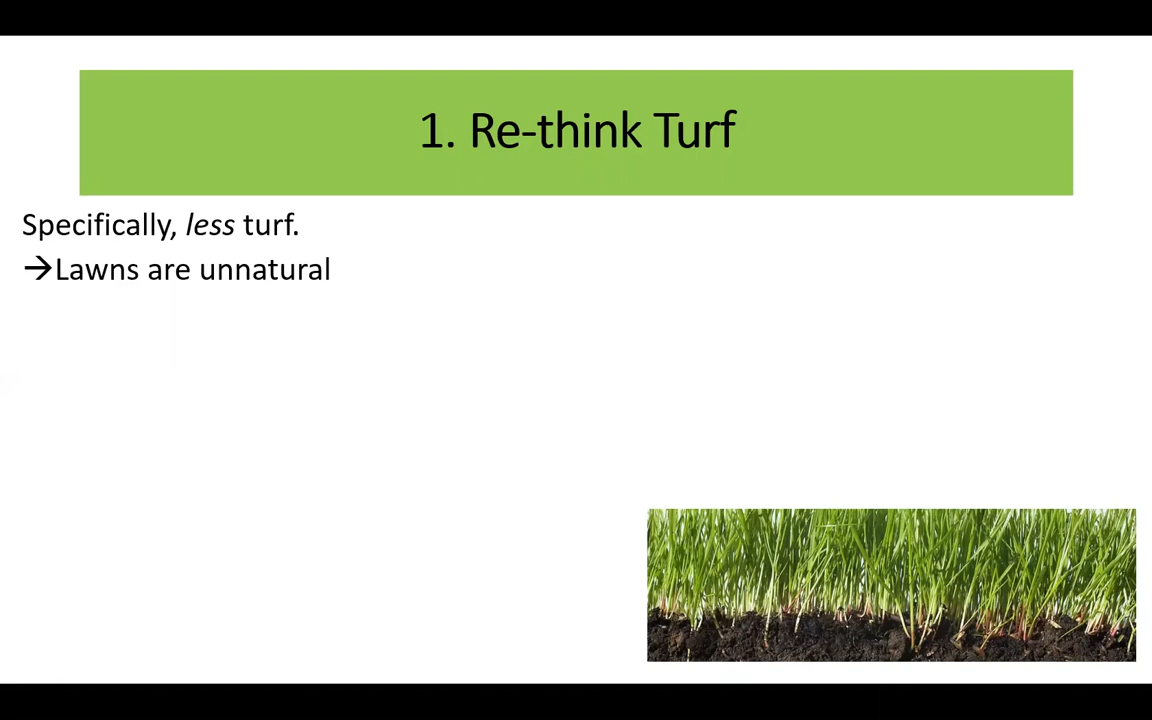 1. Re-think Turf
Specifically, less turf.
→Lawns are unnatural